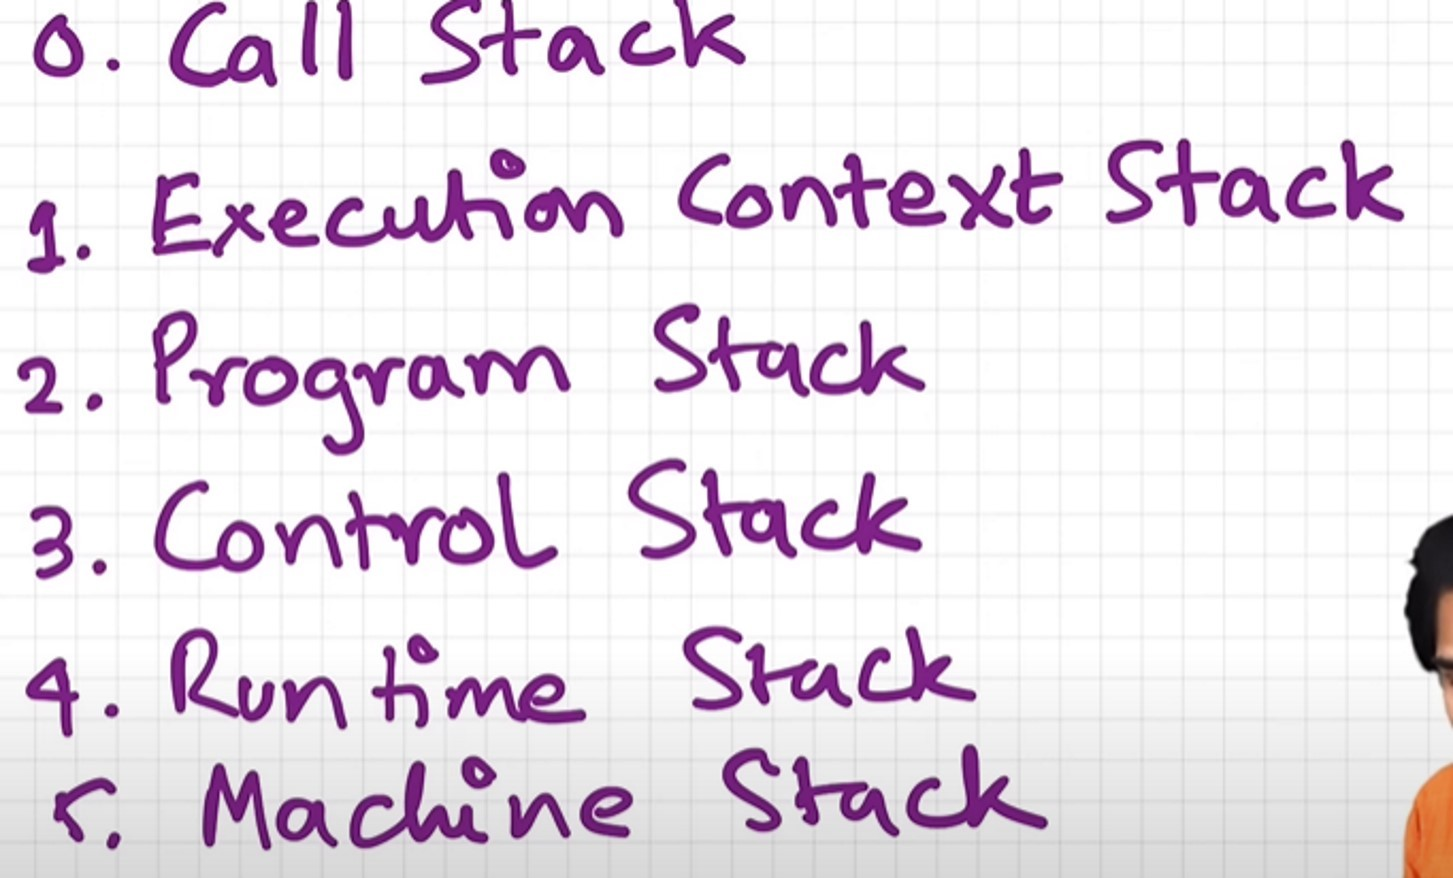 0. Call Stack
1. Execution Context Stack
2. Program Stack
3. Control Stack
4. Runtime Stack
5. Machine Stack